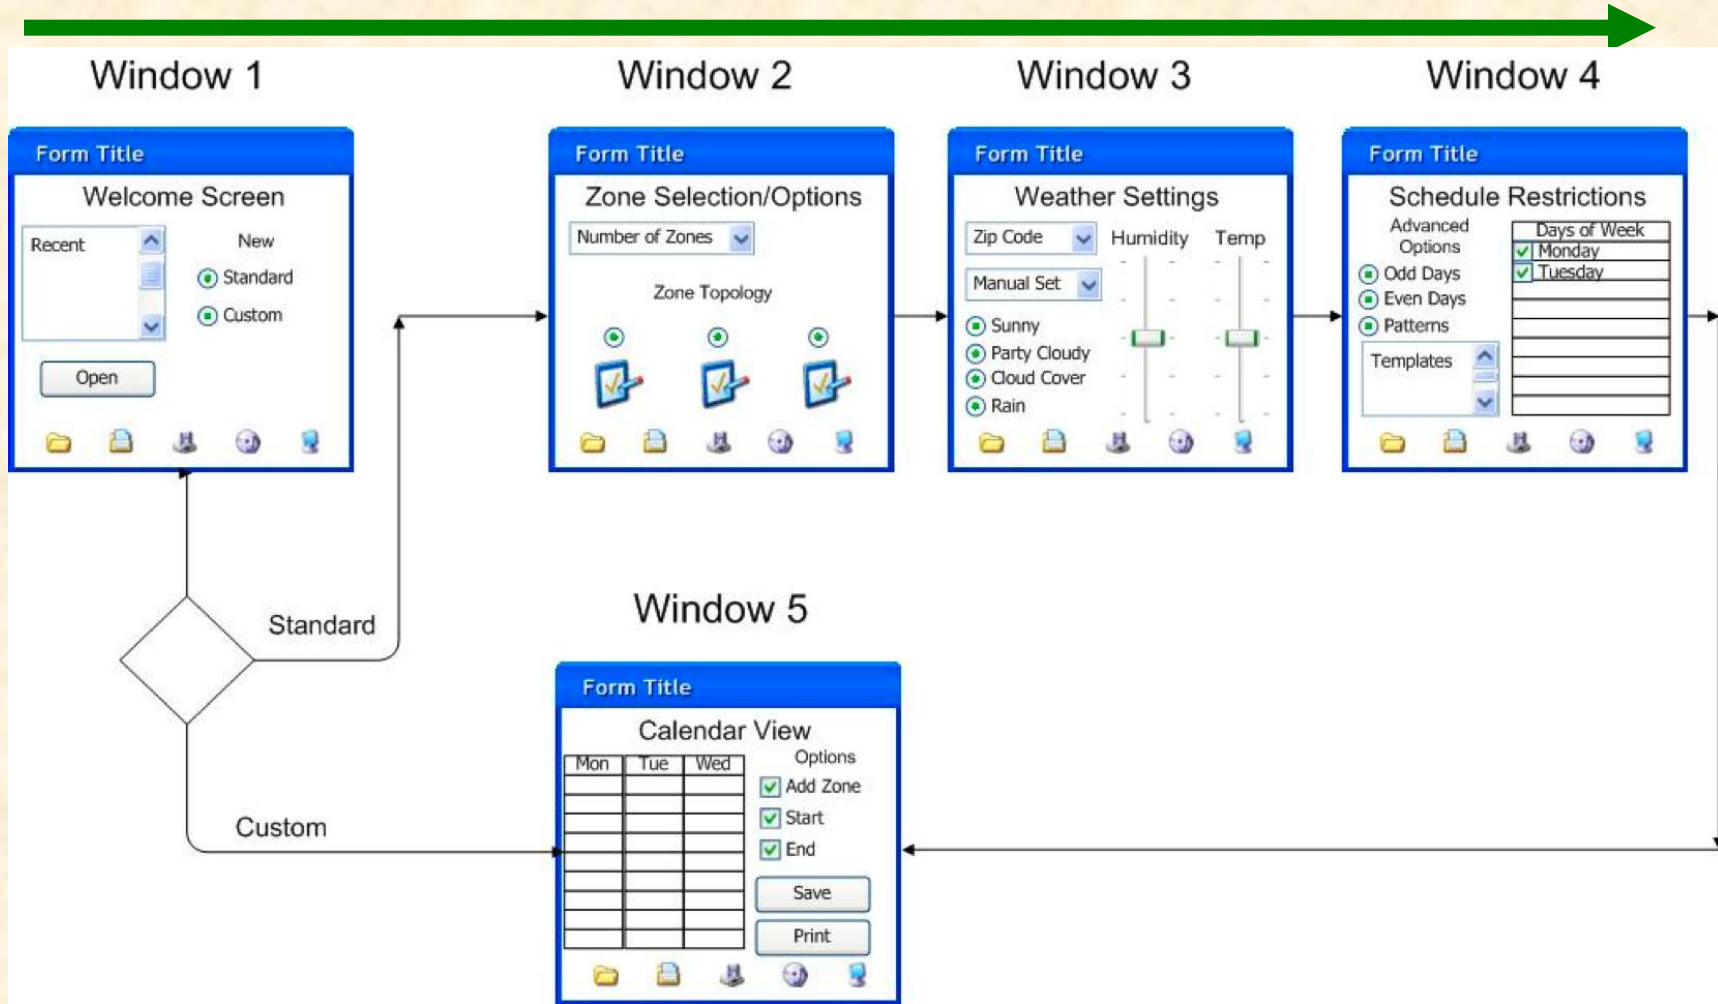 Window 1
Window 2
Window 3
Window 4
Form Title
Welcome Screen
Recent
New
Standard
Custom
Open
Form Title
Zone Selection/Options
Number of Zones
Zone Topology
Form Title
Weather Settings
Zip Code
Humidity
Temp
Manual Set
Sunny
Party Cloudy
Cloud Cover
Rain
Form Title
Schedule Restrictions
Advanced
Options
Days of Week
Monday
Tuesday
Odd Days
Even Days
Patterns
Templates
Standard
Custom
Window 5
Form Title
Calendar View
Mon
Tue
Wed
Options
Add Zone
Start
End
Save
Print